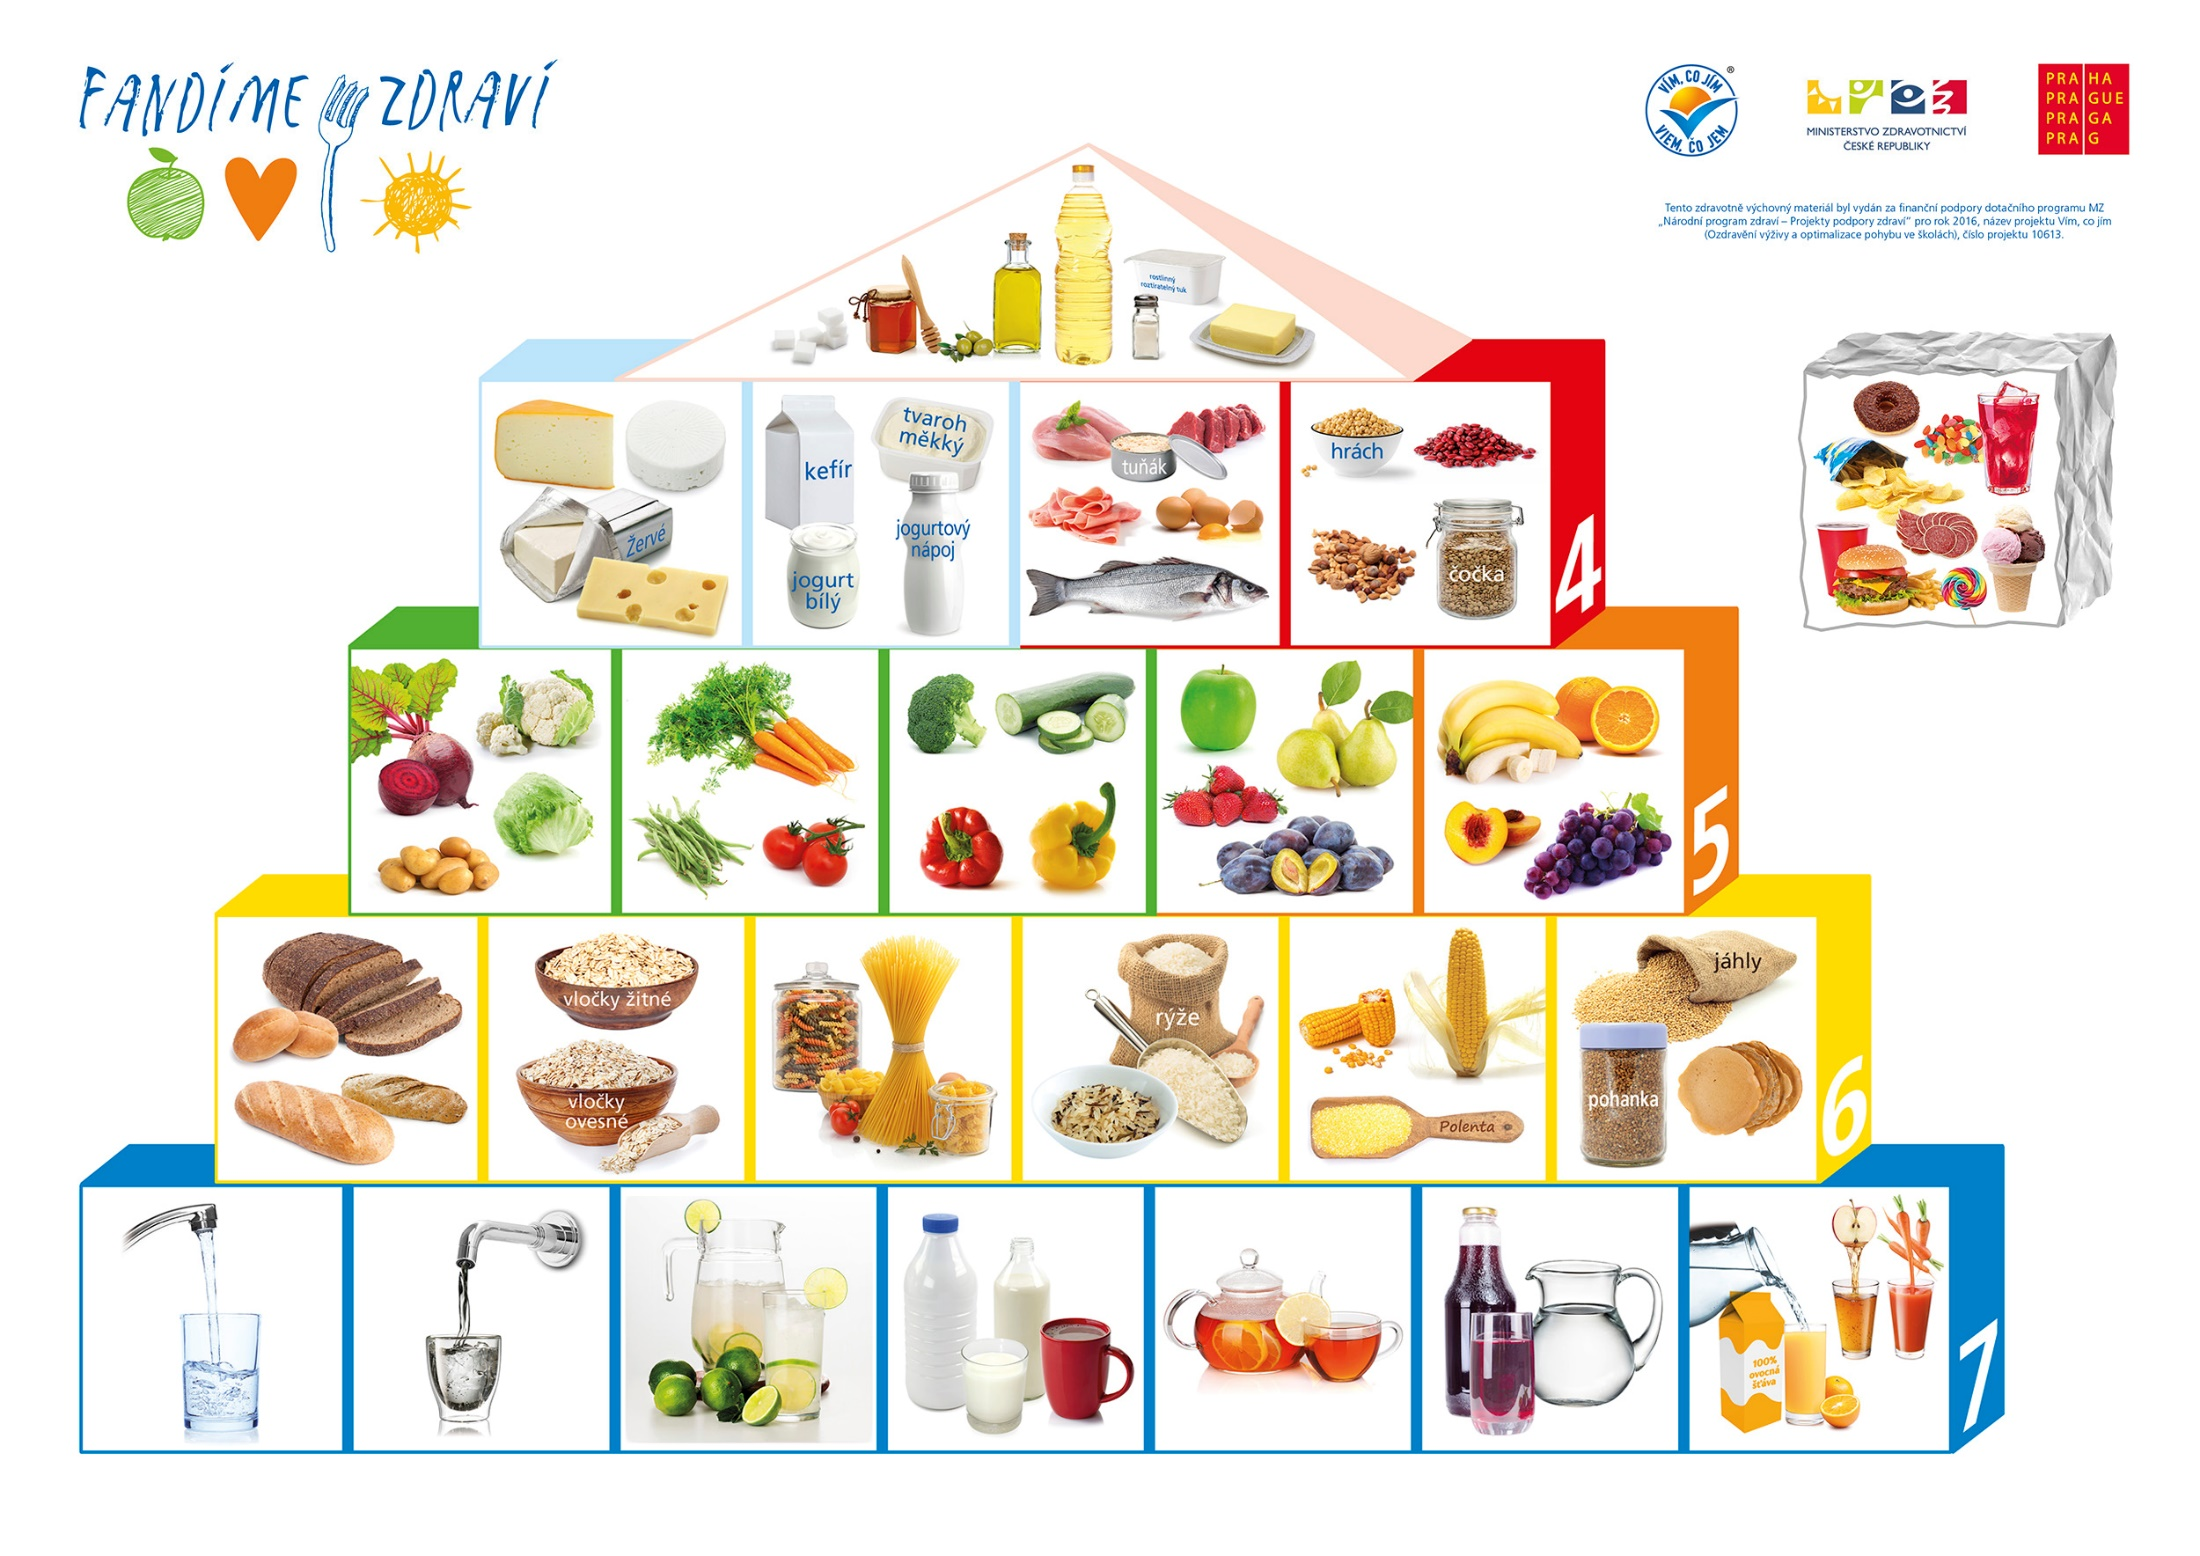 FANDÍME ZDRAVÍ
VÍM, CO JÍM
VIEM, ČO JEM
®
MINISTERSTVO ZDRAVOTNICTVÍ
ČESKÉ REPUBLIKY
PRA HA
PRA GUE
PRA GA
PRA G
Tento zdravotně výchovný materiál byl vydán za finanční podpory dotačního programu MZ
„Národní program zdraví – Projekty podpory zdraví" pro rok 2016, název projektu Vím, co jím
(Ozdravění výživy a optimalizace pohybu ve školách), číslo projektu 10613.
rostlinný
roztíratelný tuk
Žervé
kefír
tvaroh
měkký
jogurt
bílý
jogurtový
nápoj
tuňák
hrách
čočka
4
5
vločky žitné
vločky
ovesné
rýže
Polenta
jáhly
pohanka
6
100%
ovocná
šťáva
7